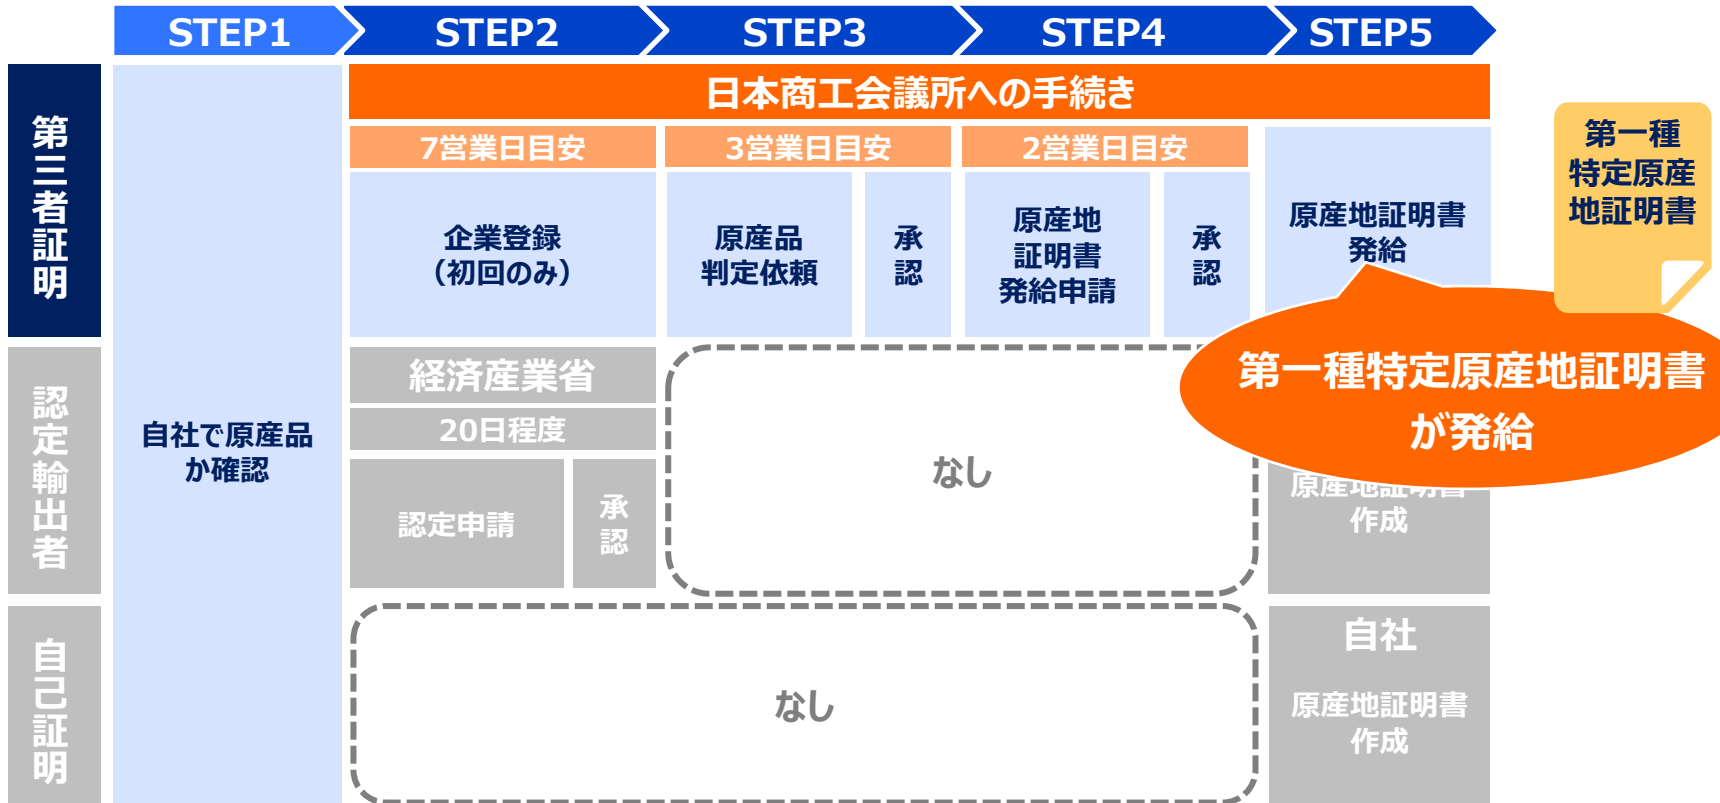 STEP1
STEP2
STEP3
STEP4
STEP5
第三者証明
日本商工会議所への手続き
7営業日目安
3営業日目安
2営業日目安
企業登録
（初回のみ）
原産品
判定依頼
承
認
原産地
証明書
発給申請
承
認
原産地証明書
発給
第一種
特定原産
地証明書
第一種特定原産地証明書
が発給
自社で原産品
か確認
認定輸出者
経済産業省
20日程度
認定申請
承
認
なし
原産地証明書
作成
自己証明
なし
自社
原産地証明書
作成